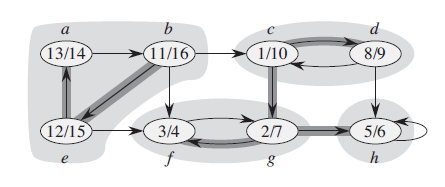 a b c d
13/14 11/16 1/10 8/9
12/15 3/4 2/7 5/6
e f g h